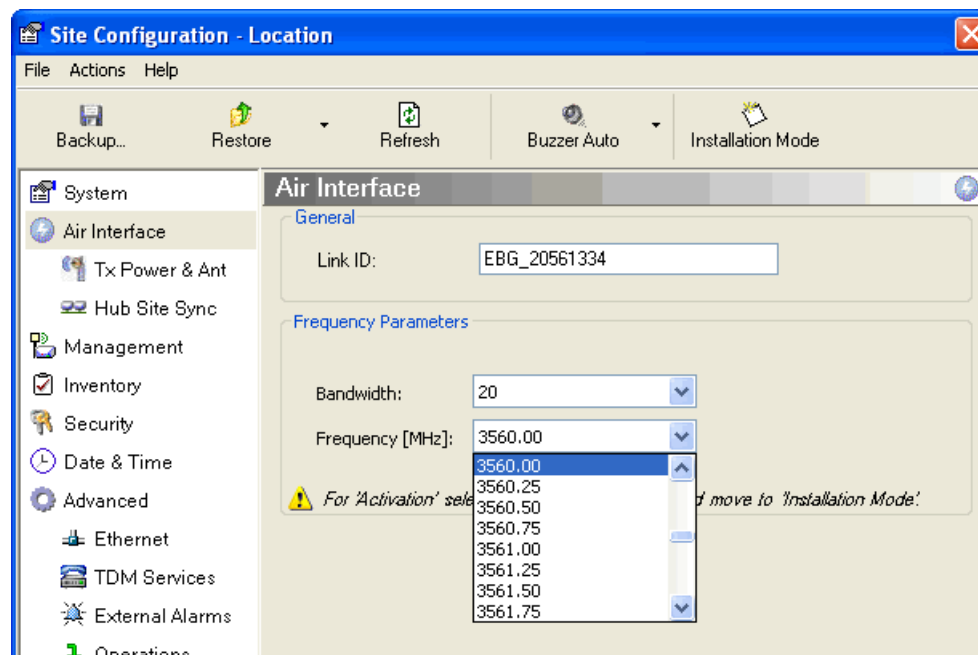 Site Configuration - Location
File Actions Help
Backup... Restore Refresh Buzzer Auto Installation Mode
System
Air Interface
Tx Power & Ant
Hub Site Sync
Management
Inventory
Security
Date & Time
Advanced
Ethernet
TDM Services
External Alarms
Operations
Air Interface
General
Link ID: EBG_20561334
Frequency Parameters
Bandwidth: 20
Frequency [MHz]: 3560.00
3560.00
3560.25
3560.50
3560.75
3561.00
3561.25
3561.50
3561.75
For 'Activation' sele d move to 'Installation Mode'.